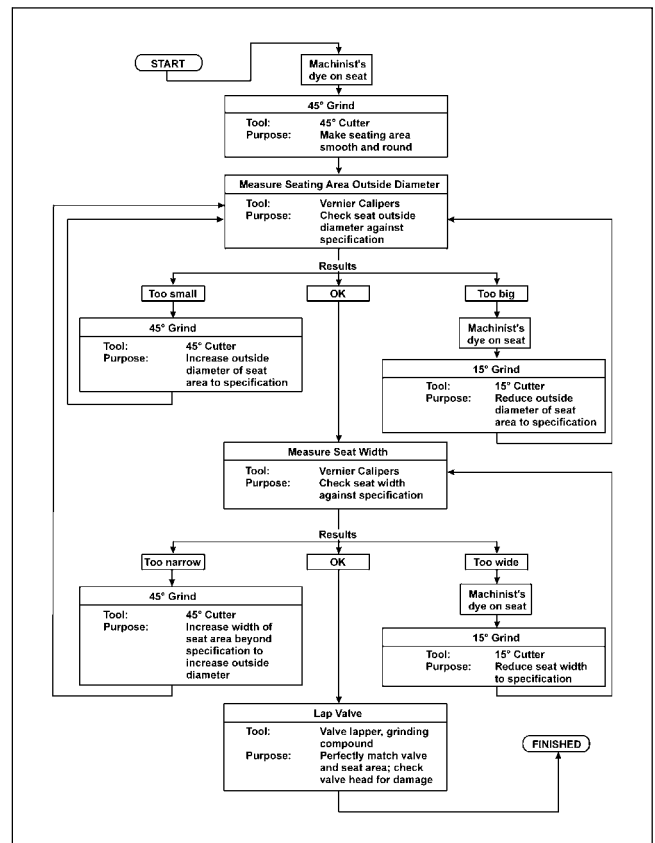 START
Machinist's
dye on seat
45° Grind
Tool: 45° Cutter
Purpose: Make seating area
smooth and round
Measure Seating Area Outside Diameter
Tool: Vernier Calipers
Purpose: Check seat outside
diameter against
specification
Results
Too small
OK
Too big
45° Grind
Tool: 45° Cutter
Purpose: Increase outside
diameter of seat
area to specification
Machinist's
dye on seat
15° Grind
Tool: 15° Cutter
Purpose: Reduce outside
diameter of seat
area to specification
Measure Seat Width
Tool: Vernier Calipers
Purpose: Check seat width
against specification
Results
Too narrow
OK
Too wide
45° Grind
Tool: 45° Cutter
Purpose: Increase width of
seat area beyond
specification to
increase outside
diameter
Machinist's
dye on seat
15° Grind
Tool: 15° Cutter
Purpose: Reduce seat width
to specification
Lap Valve
Tool: Valve lapper, grinding
compound
Purpose: Perfectly match valve
and seat area; check
valve head for damage
FINISHED